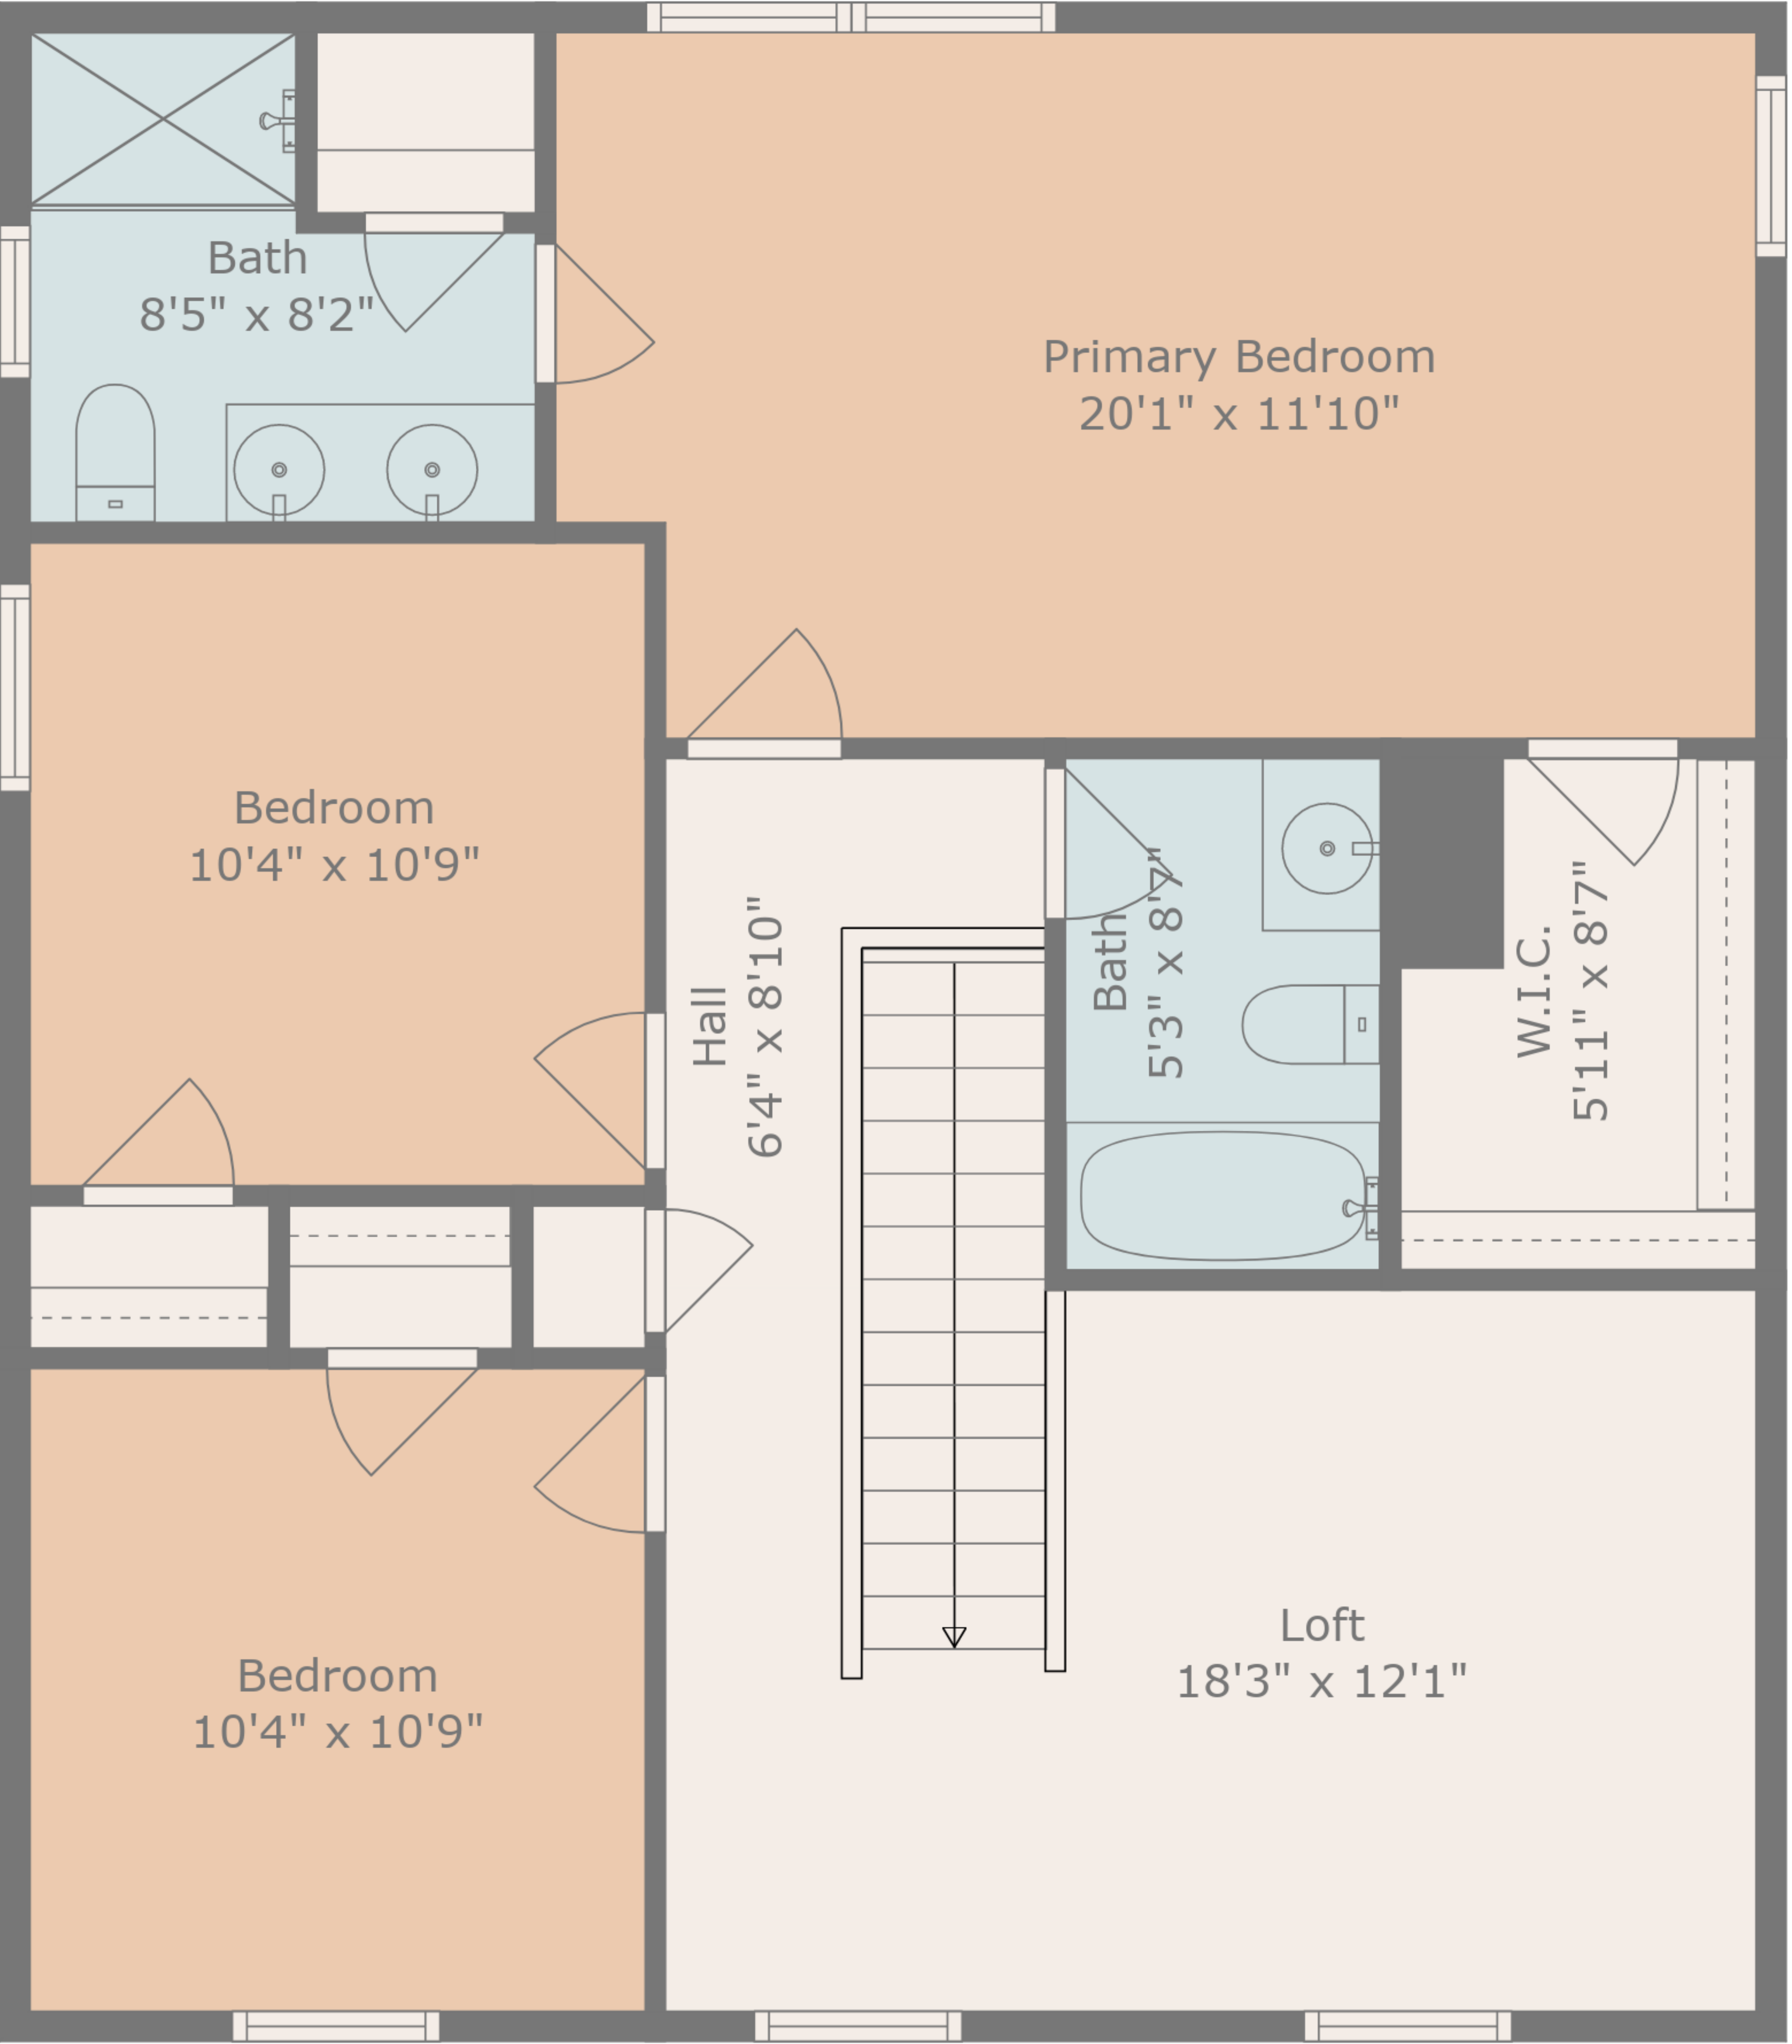 Bath
8'5" x 8'2"
Primary Bedroom
20'1" x 11'10"
Bedroom
10'4" x 10'9"
Hall
6'4" x 8'10"
Bath
5'3" x 8'7"
W.I.C.
5'11" x 8'7"
Bedroom
10'4" x 10'9"
Loft
18'3" x 12'1"